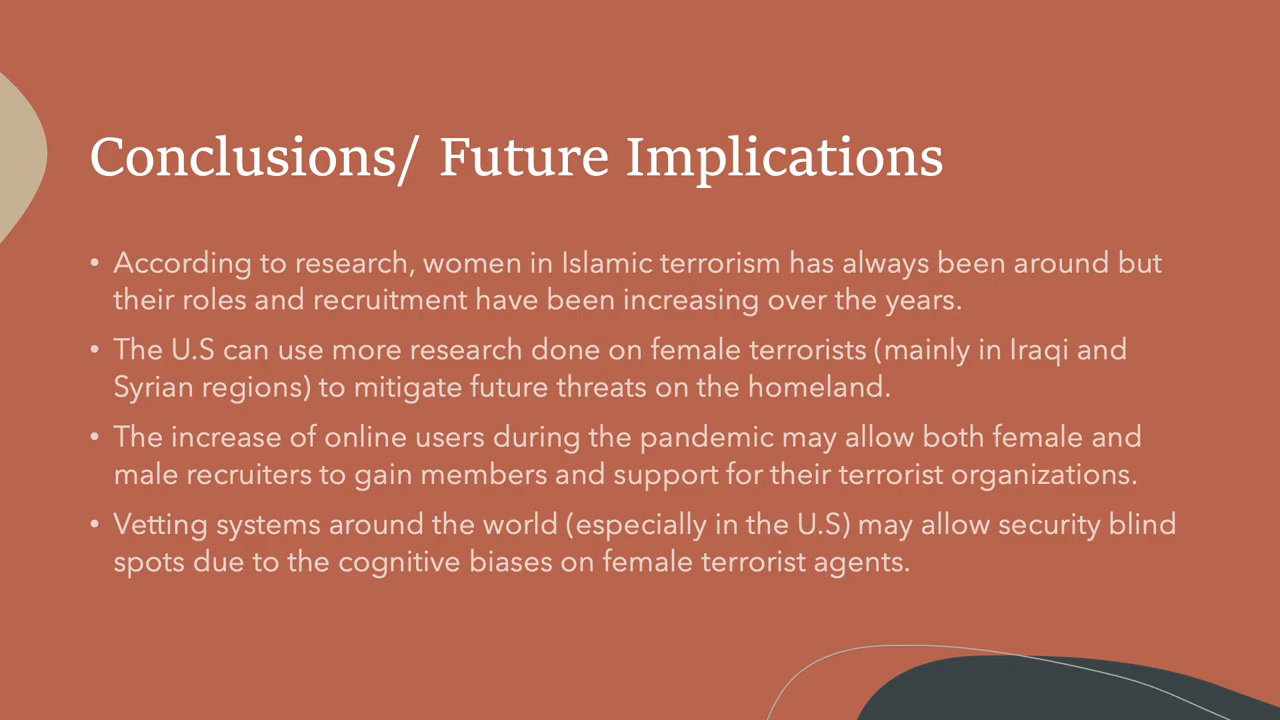 Conclusions/ Future Implications
• According to research, women in Islamic terrorism has always been around but
their roles and recruitment have been increasing over the years.
• The U.S can use more research done on female terrorists (mainly in Iraqi and
Syrian regions) to mitigate future threats on the homeland.
• The increase of online users during the pandemic may allow both female and
male recruiters to gain members and support for their terrorist organizations.
• Vetting systems around the world (especially in the U.S) may allow security blind
spots due to the cognitive biases on female terrorist agents.